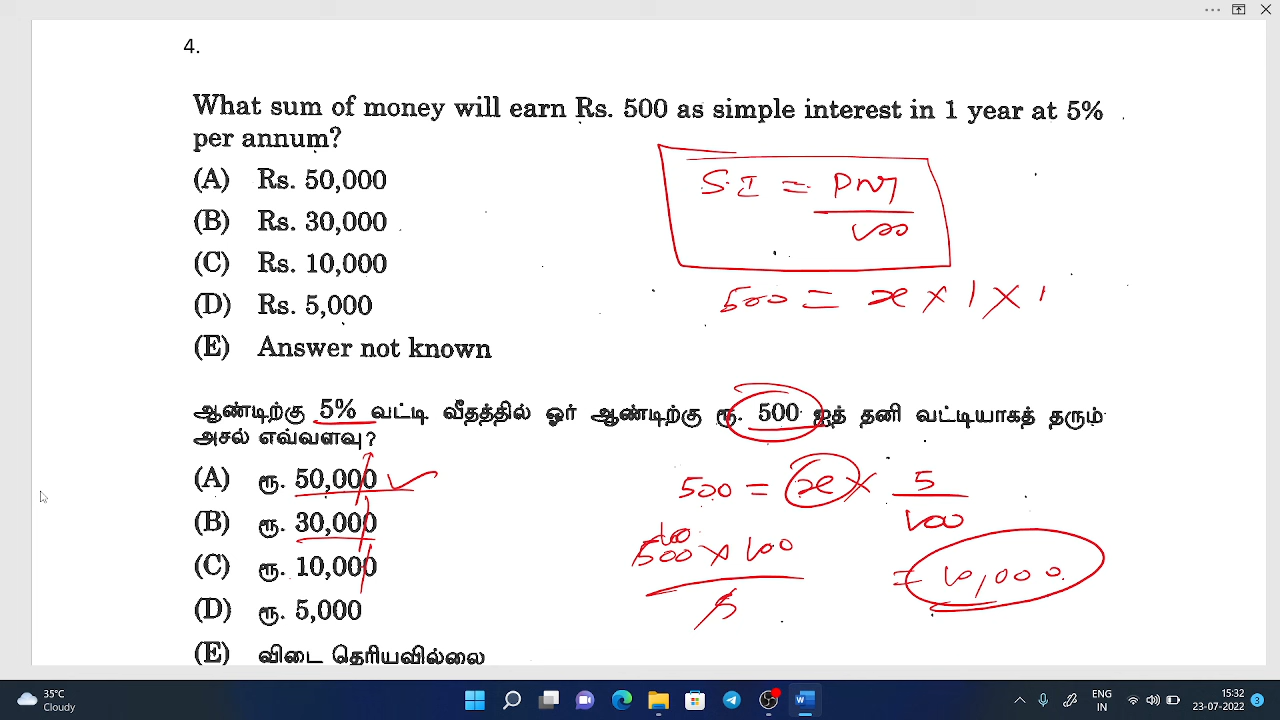 4.
What sum of money will earn Rs. 500 as simple interest in 1 year at 5%
per annum?
(A) Rs. 50,000
(B) Rs. 30,000
(C) Rs. 10,000
(D) Rs. 5,000
(E) Answer not known
S.I = pnr
100
500 = x × 1 ×
ஆண்டிற்கு 5% வட்டி வீதத்தில் ஓர் ஆண்டிற்கு ரூ. 500 ஐத் தனி வட்டியாகத் தரும்
அசல் எவ்வளவு?
(A) ரூ. 50,000
(B) ரூ. 30,000
(C) ரூ. 10,000
(D) ரூ. 5,000
(E) விடை தெரியவில்லை
500 = x × 5
100
100
500 × 100
5
= 10,000
35°C
Cloudy
ENG
IN
15:32
23-07-2022
3